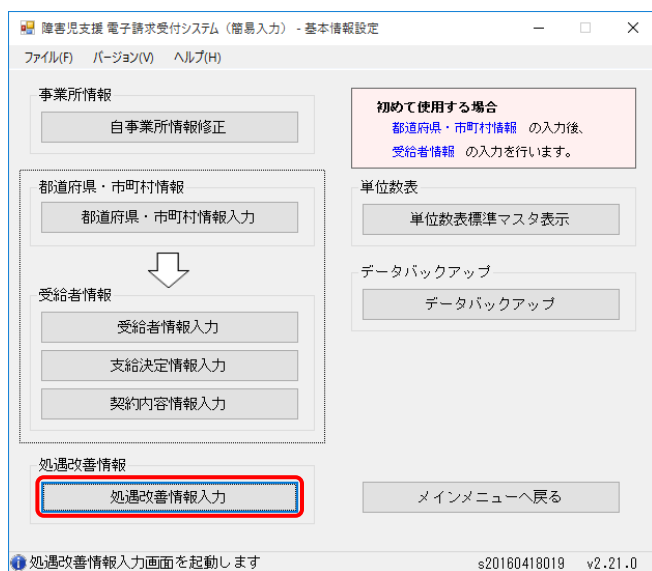 障害児支援 電子請求受付システム（簡易入力） - 基本情報設定
ファイル(F) バージョン(V) ヘルプ(H)
事業所情報
自事業所情報修正
初めて使用する場合
都道府県・市町村情報 の入力後、
受給者情報 の入力を行います。
都道府県・市町村情報
都道府県・市町村情報入力
単位数表
単位数表標準マスタ表示
データバックアップ
データバックアップ
受給者情報
受給者情報入力
支給決定情報入力
契約内容情報入力
処遇改善情報
処遇改善情報入力
メインメニューへ戻る
処遇改善情報入力画面を起動します s20160418019 v2.21.0